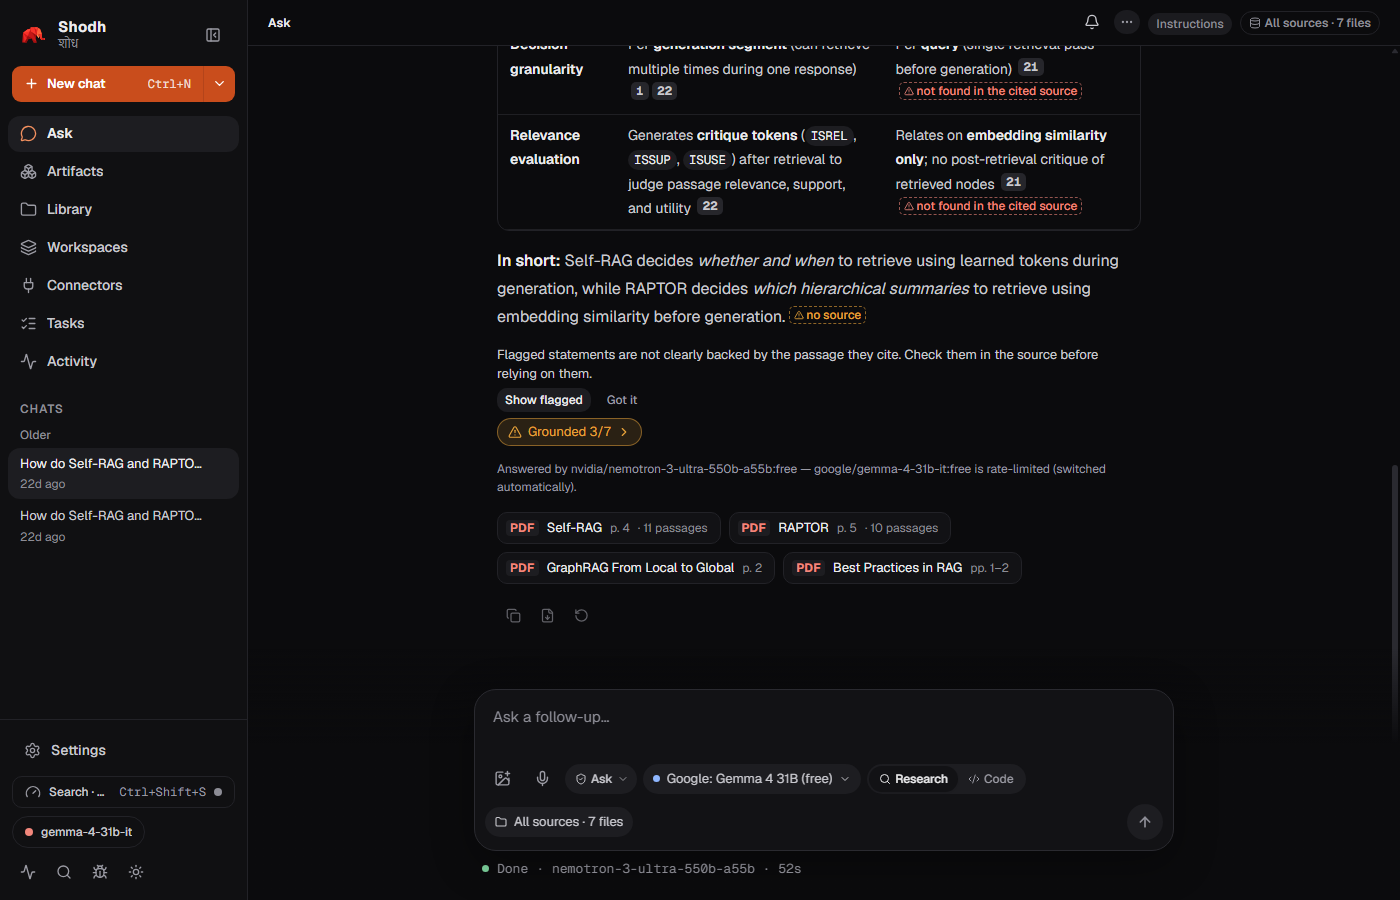 Shodh
शोध
New chat Ctrl+N
Ask
Artifacts
Library
Workspaces
Connectors
Tasks
Activity
CHATS
Older
How do Self-RAG and RAPTO...
22d ago
How do Self-RAG and RAPTO...
22d ago
Settings
Search · ... Ctrl+Shift+S
gemma-4-31b-it
Ask
Instructions
All sources · 7 files
Decision
granularity
Per generation segment (can retrieve
multiple times during one response)
1 22
Per query (single retrieval pass
before generation) 21
not found in the cited source
Relevance
evaluation
Generates critique tokens ( ISREL ,
ISSUP , ISUSE ) after retrieval to
judge passage relevance, support,
and utility 22
Relates on embedding similarity
only; no post-retrieval critique of
retrieved nodes 21
not found in the cited source
In short: Self-RAG decides whether and when to retrieve using learned tokens during
generation, while RAPTOR decides which hierarchical summaries to retrieve using
embedding similarity before generation. no source
Flagged statements are not clearly backed by the passage they cite. Check them in the source before
relying on them.
Show flagged Got it
Grounded 3/7
Answered by nvidia/nemotron-3-ultra-550b-a55b:free — google/gemma-4-31b-it:free is rate-limited (switched
automatically).
PDF Self-RAG p. 4 · 11 passages
PDF RAPTOR p. 5 · 10 passages
PDF GraphRAG From Local to Global p. 2
PDF Best Practices in RAG pp. 1–2
Ask a follow-up...
Ask
Google: Gemma 4 31B (free)
Research
Code
All sources · 7 files
Done · nemotron-3-ultra-550b-a55b · 52s